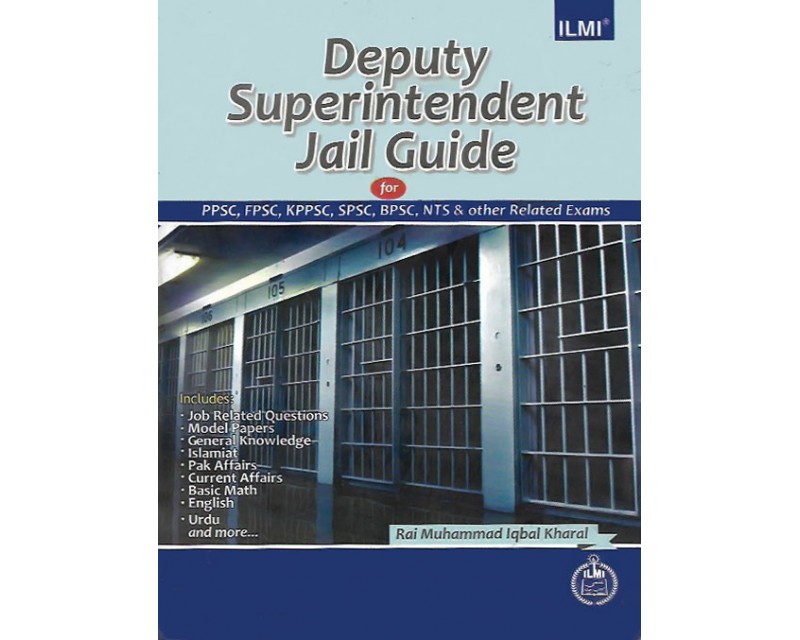 ILMI®
Deputy
Superintendent
Jail Guide
for
PPSC, FPSC, KPPSC, SPSC, BPSC, NTS & other Related Exams
104
105
106
Includes:
· Job Related Questions
· Model Papers
· General Knowledge
· Islamiat
· Pak Affairs
· Current Affairs
· Basic Math
· English
· Urdu
and more...
Rai Muhammad Iqbal Kharal
ILMI